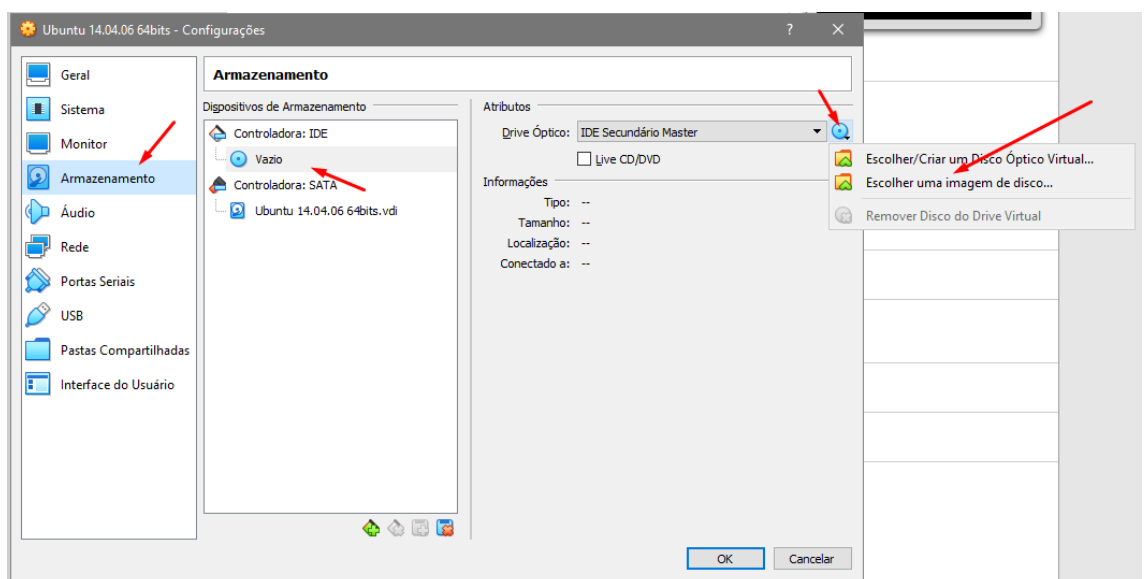 Ubuntu 14.04.06 64bits - Configurações
?
×
Geral
Sistema
Monitor
Armazenamento
Áudio
Rede
Portas Seriais
USB
Pastas Compartilhadas
Interface do Usuário
Armazenamento
Dispositivos de Armazenamento
Controladora: IDE
Vazio
Controladora: SATA
Ubuntu 14.04.06 64bits.vdi
Atributos
Drive Óptico: IDE Secundário Master
Live CD/DVD
Informações
Tipo: --
Tamanho: --
Localização: --
Conectado a: --
Escolher/Criar um Disco Óptico Virtual...
Escolher uma imagem de disco...
Remover Disco do Drive Virtual
OK
Cancelar